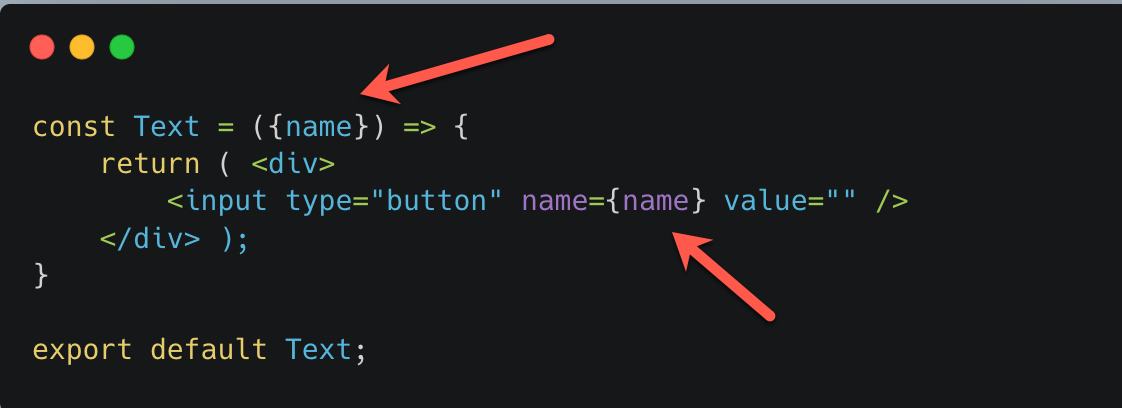 const Text = ({name}) => {
    return ( <div>
        <input type="button" name={name} value="" />
    </div> );
}
export default Text;